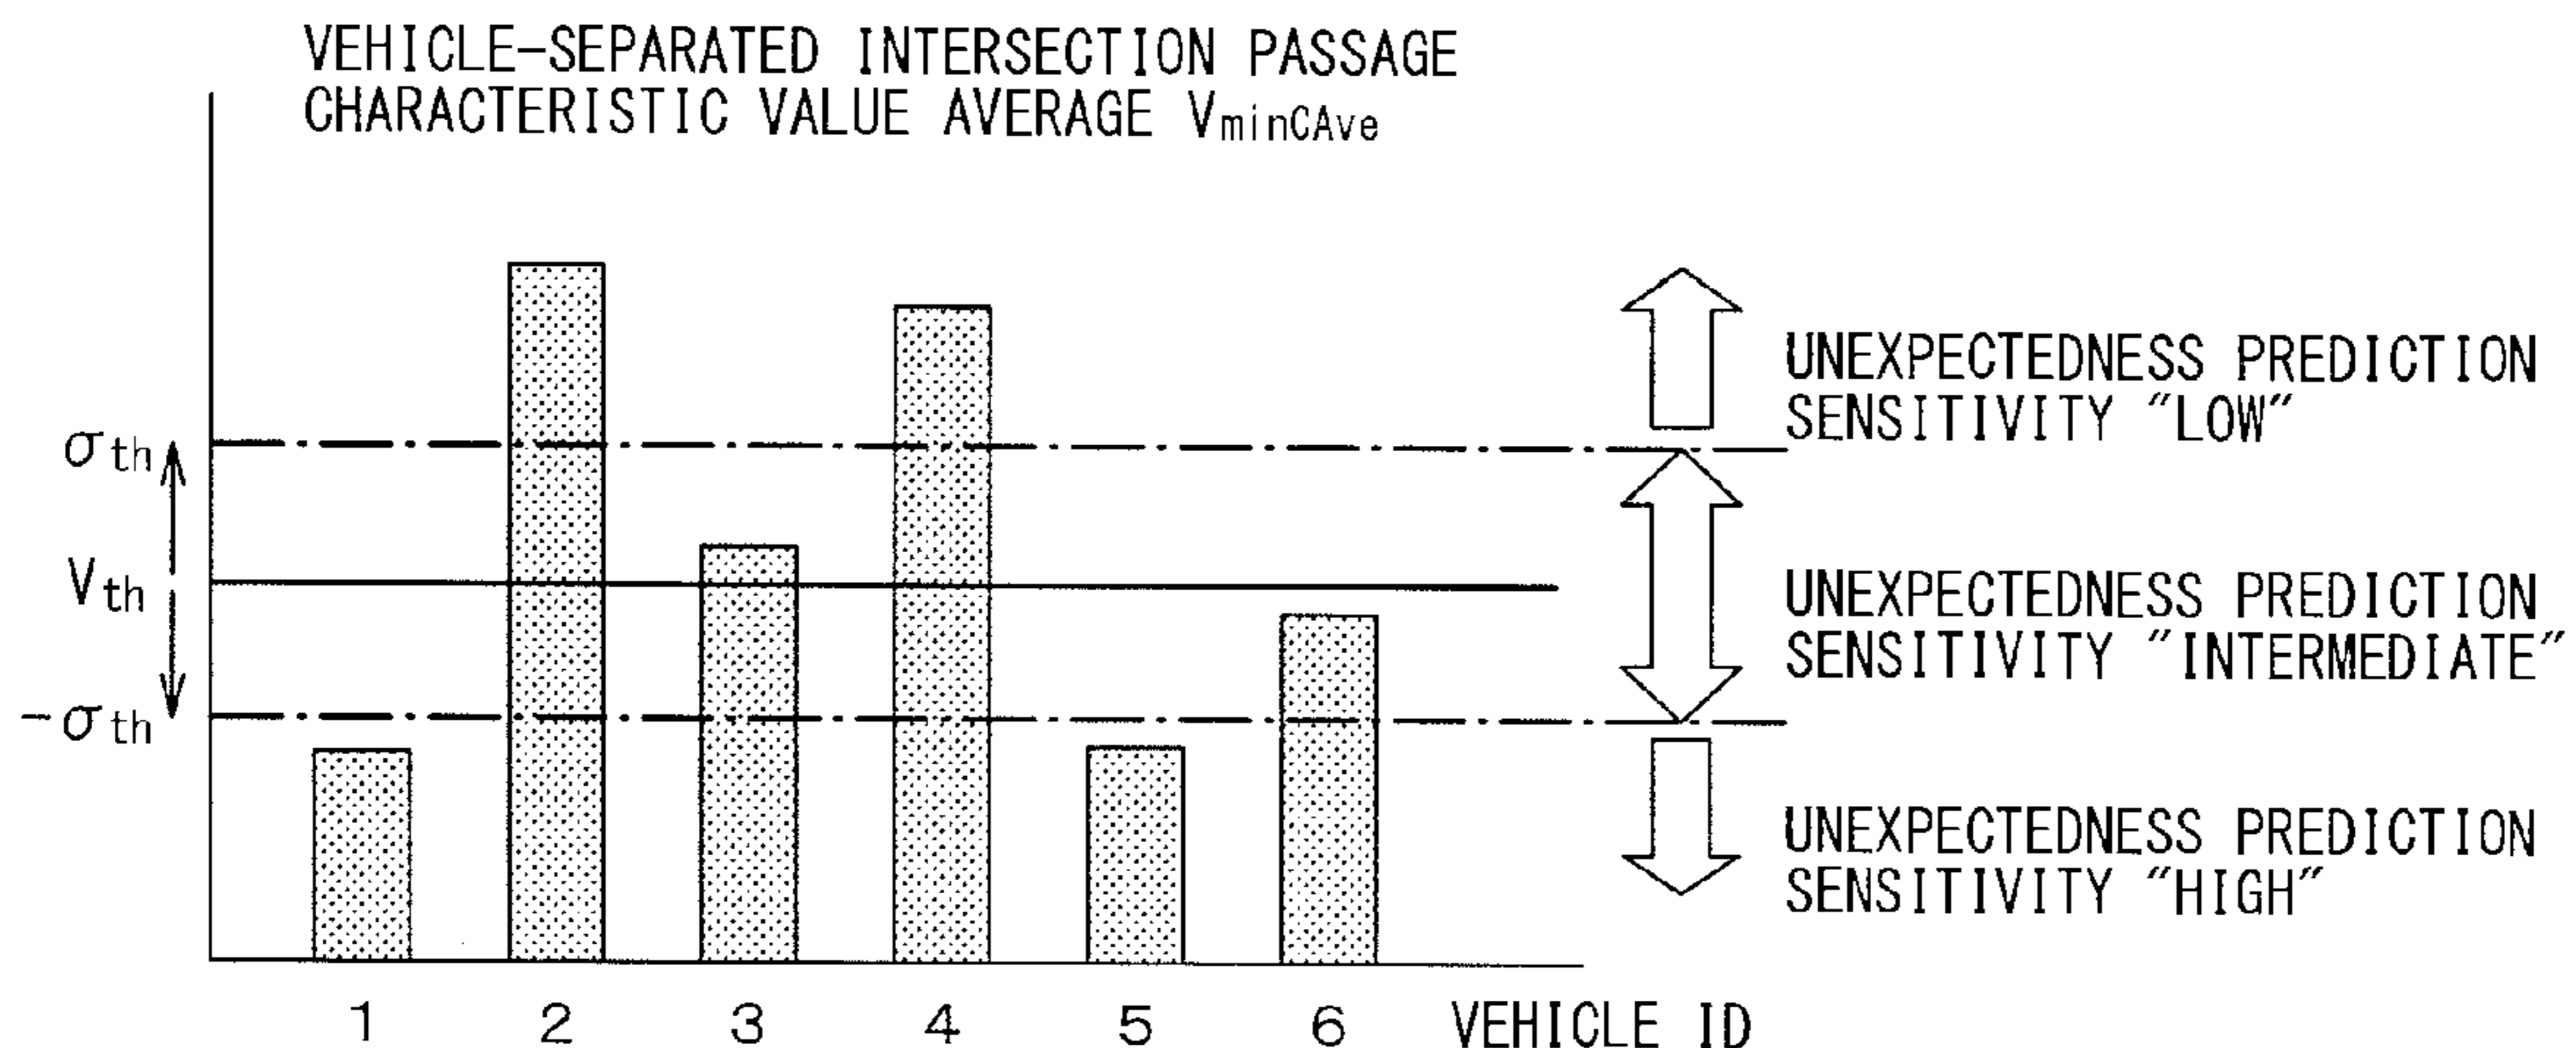 VEHICLE-SEPARATED INTERSECTION PASSAGE
CHARACTERISTIC VALUE AVERAGE VminCAve
UNEXPECTEDNESS PREDICTION
SENSITIVITY "LOW"
σth
Vth
UNEXPECTEDNESS PREDICTION
SENSITIVITY "INTERMEDIATE"
-σth
UNEXPECTEDNESS PREDICTION
SENSITIVITY "HIGH"
1 2 3 4 5 6 VEHICLE ID